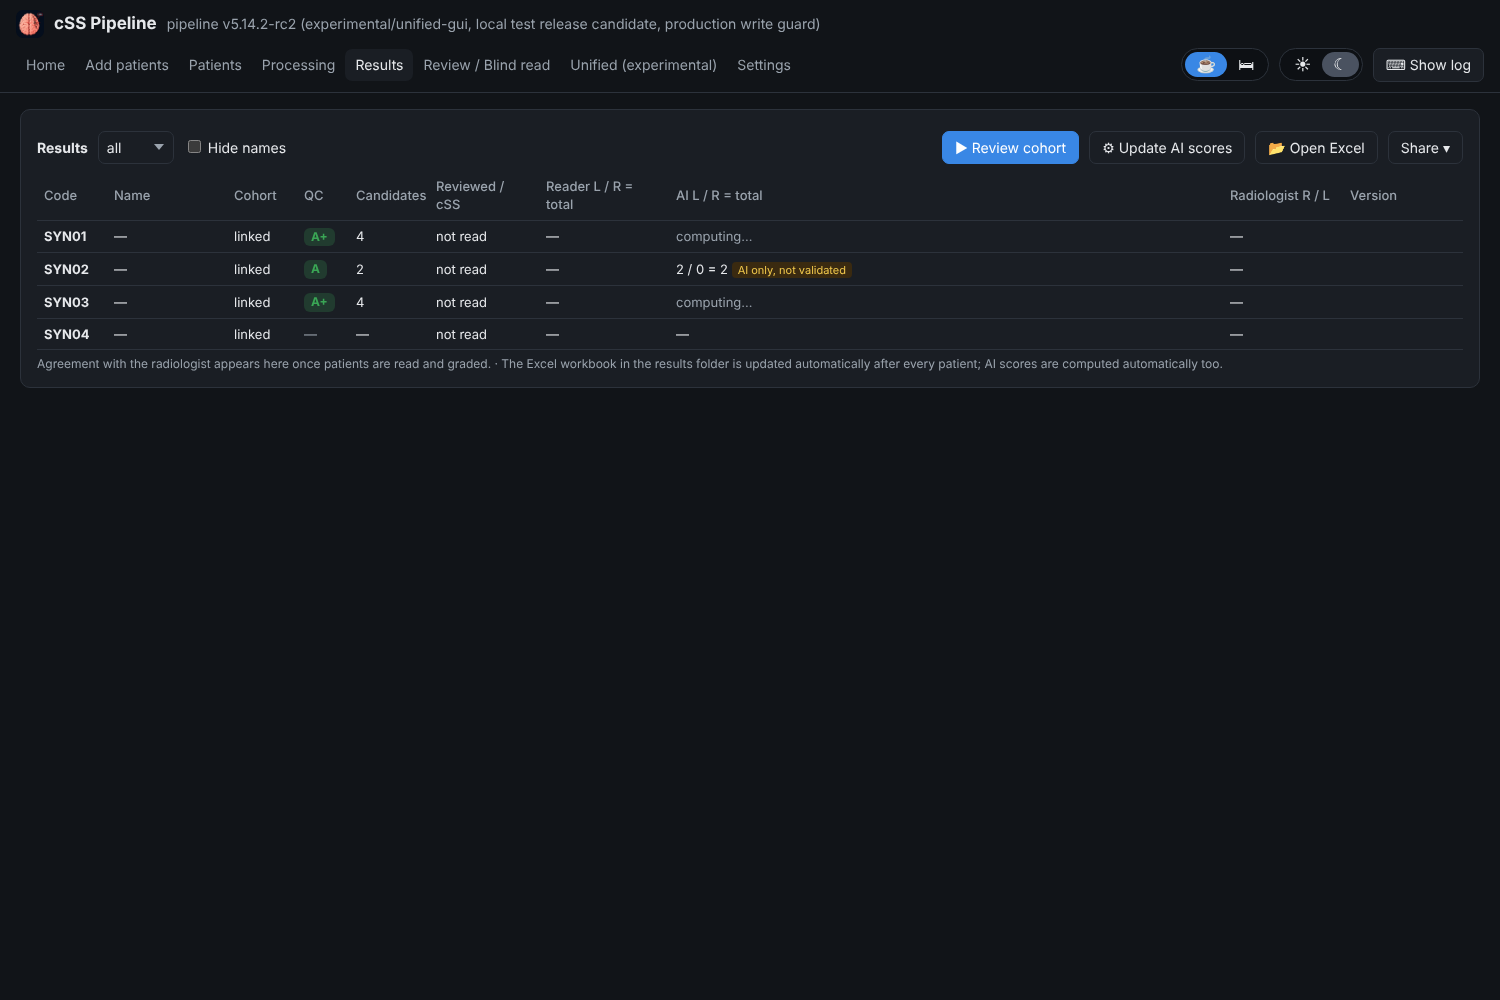 cSS Pipeline pipeline v5.14.2-rc2 (experimental/unified-gui, local test release candidate, production write guard)
Home Add patients Patients Processing Results Review / Blind read Unified (experimental) Settings Show log
Results all Hide names Review cohort Update AI scores Open Excel Share ▾
Code Name Cohort QC Candidates Reviewed / cSS Reader L / R = total AI L / R = total Radiologist R / L Version
SYN01 — linked A+ 4 not read — computing... —
SYN02 — linked A 2 not read — 2 / 0 = 2 AI only, not validated —
SYN03 — linked A+ 4 not read — computing... —
SYN04 — linked — — not read — — —
Agreement with the radiologist appears here once patients are read and graded. · The Excel workbook in the results folder is updated automatically after every patient; AI scores are computed automatically too.